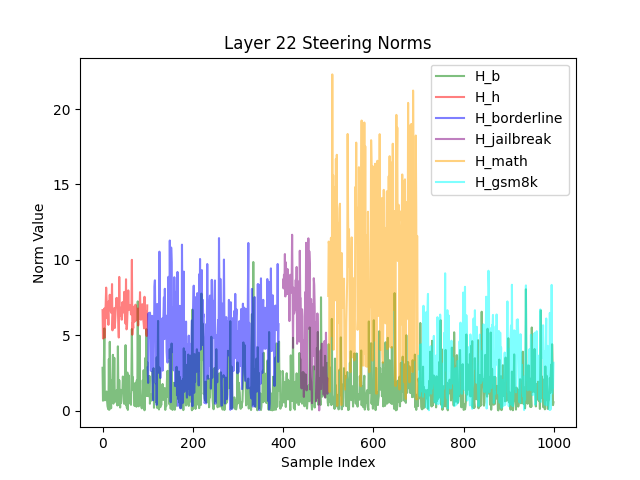 Layer 22 Steering Norms
Norm Value
20
15
10
5
0
0 200 400 600 800 1000
Sample Index
H_b
H_h
H_borderline
H_jailbreak
H_math
H_gsm8k